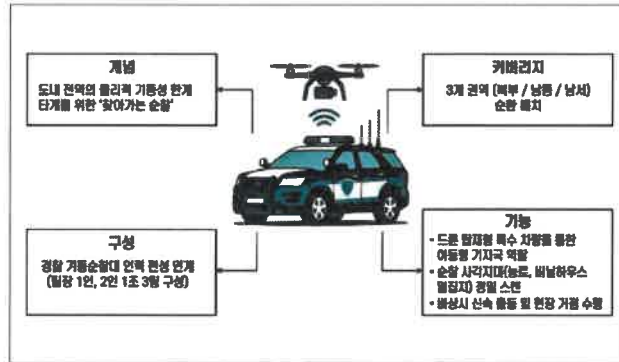 개념
도내 전역의 물리적 기동성 한계
타개를 위한 '찾아가는 순찰'
커버리지
3개 권역 (북부 / 남동 / 남서)
순환 배치
구성
경찰 기동순찰대 인력 편성 연계
(팀장 1인, 2인 1조 3팀 구성)
기능
• 드론 탑재형 특수 차량을 통한
이동형 기지국 역할
• 순찰 사각지대(농로, 비닐하우스
밀집지) 정밀 스캔
• 비상시 신속 출동 및 현장 거점 수행